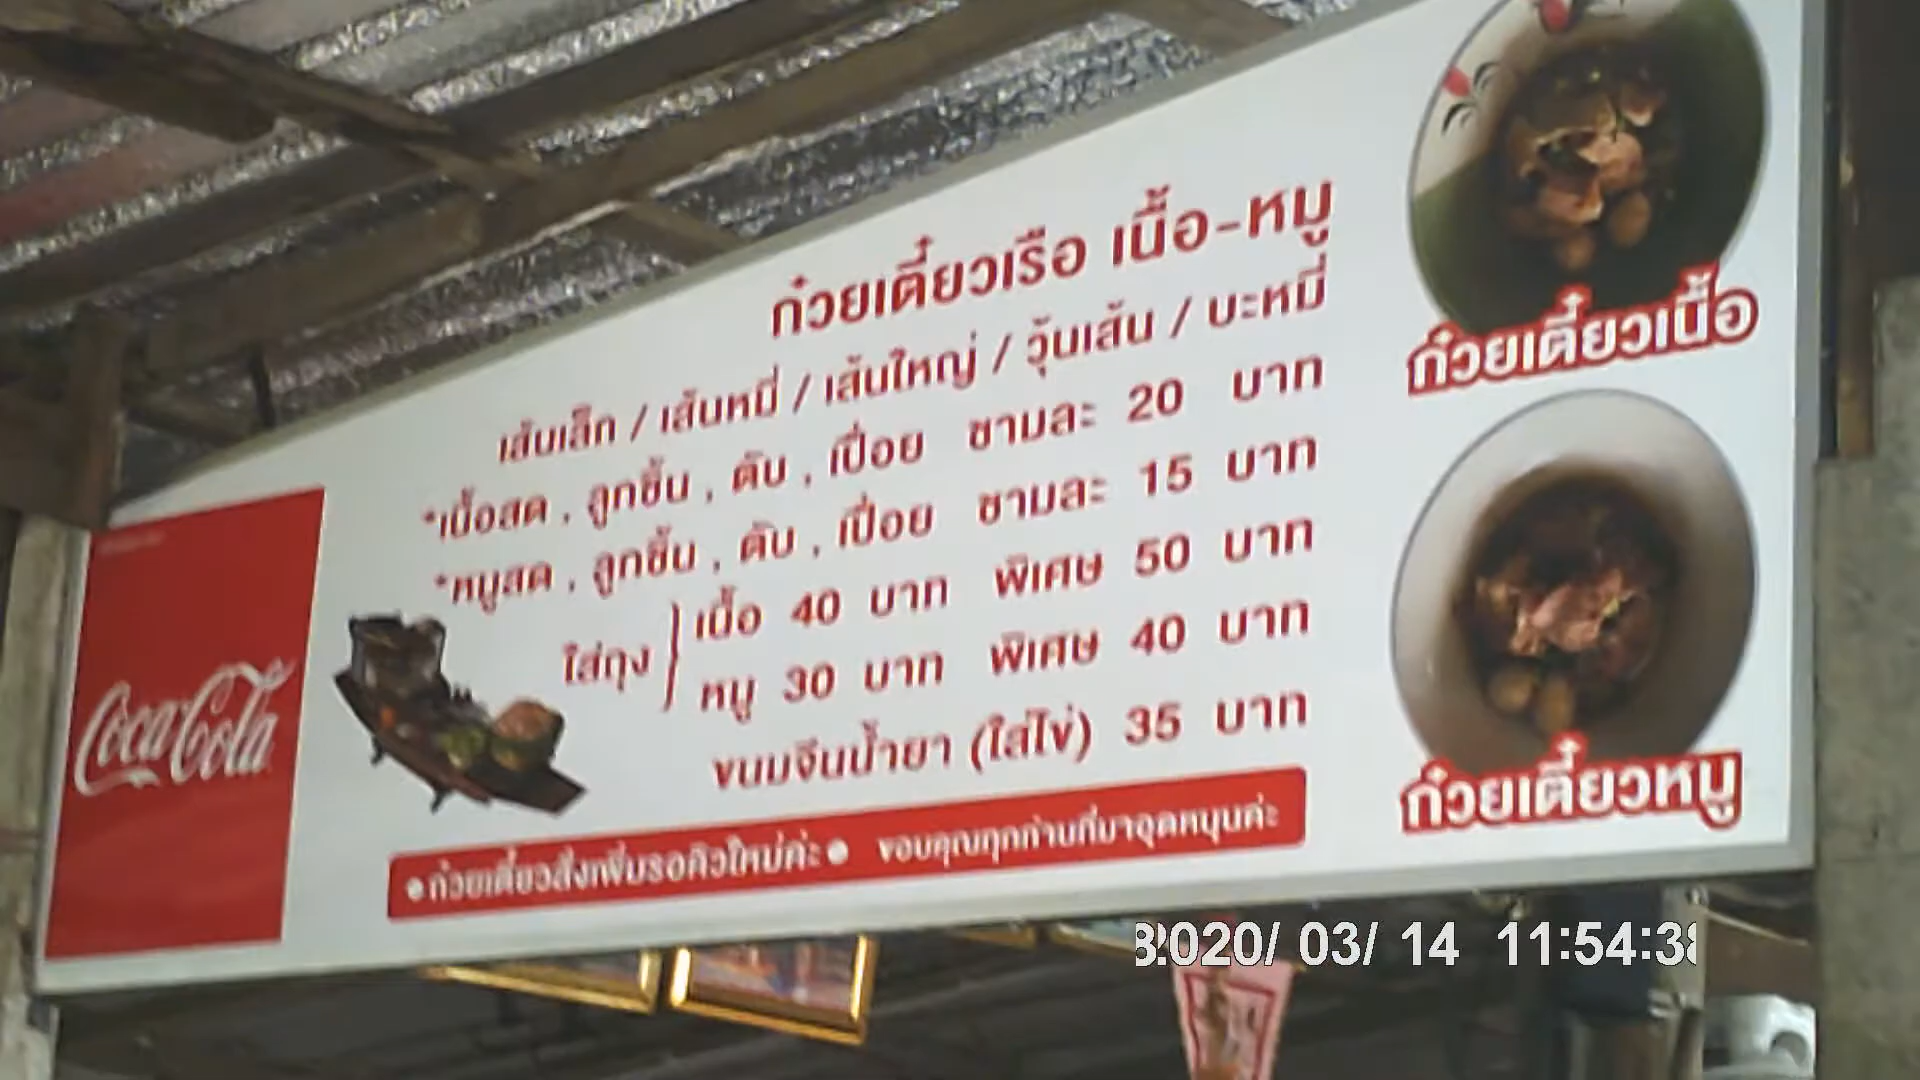 ก๋วยเตี๋ยวเรือ เนื้อ-หมู
เส้นเล็ก / เส้นหมี่ / เส้นใหญ่ / วุ้นเส้น / บะหมี่
*เนื้อสด , ลูกชิ้น , ตับ , เปื่อย ชามละ 20 บาท
*หมูสด , ลูกชิ้น , ตับ , เปื่อย ชามละ 15 บาท
ใส่ถุง } เนื้อ 40 บาท พิเศษ 50 บาท
หมู 30 บาท พิเศษ 40 บาท
ขนมจีนน้ำยา (ใส่ไข่) 35 บาท
●ก๋วยเตี๋ยวสั่งเพิ่มรอคิวใหม่ค่ะ● ขอบคุณทุกท่านที่มาอุดหนุนค่ะ
Coca-Cola
ก๋วยเตี๋ยวเนื้อ
ก๋วยเตี๋ยวหมู
2020/ 03/ 14 11:54:38